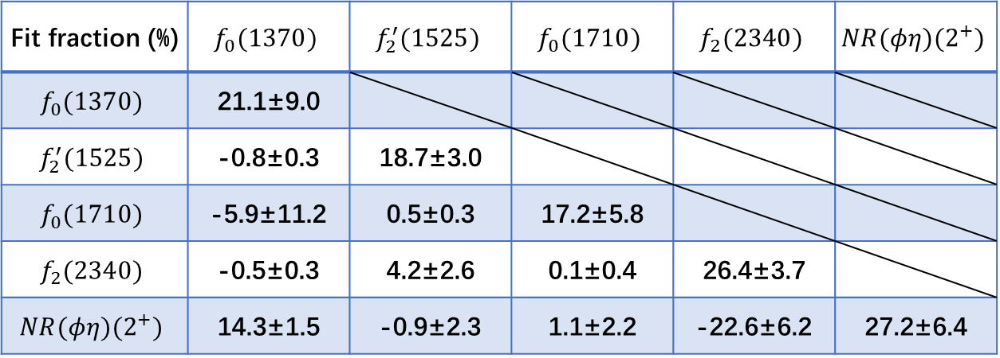 Fit fraction (%) f₀(1370) f₂′(1525) f₀(1710) f₂(2340) NR(ϕη)(2⁺)
f₀(1370) 21.1±9.0
f₂′(1525) -0.8±0.3 18.7±3.0
f₀(1710) -5.9±11.2 0.5±0.3 17.2±5.8
f₂(2340) -0.5±0.3 4.2±2.6 0.1±0.4 26.4±3.7
NR(ϕη)(2⁺) 14.3±1.5 -0.9±2.3 1.1±2.2 -22.6±6.2 27.2±6.4